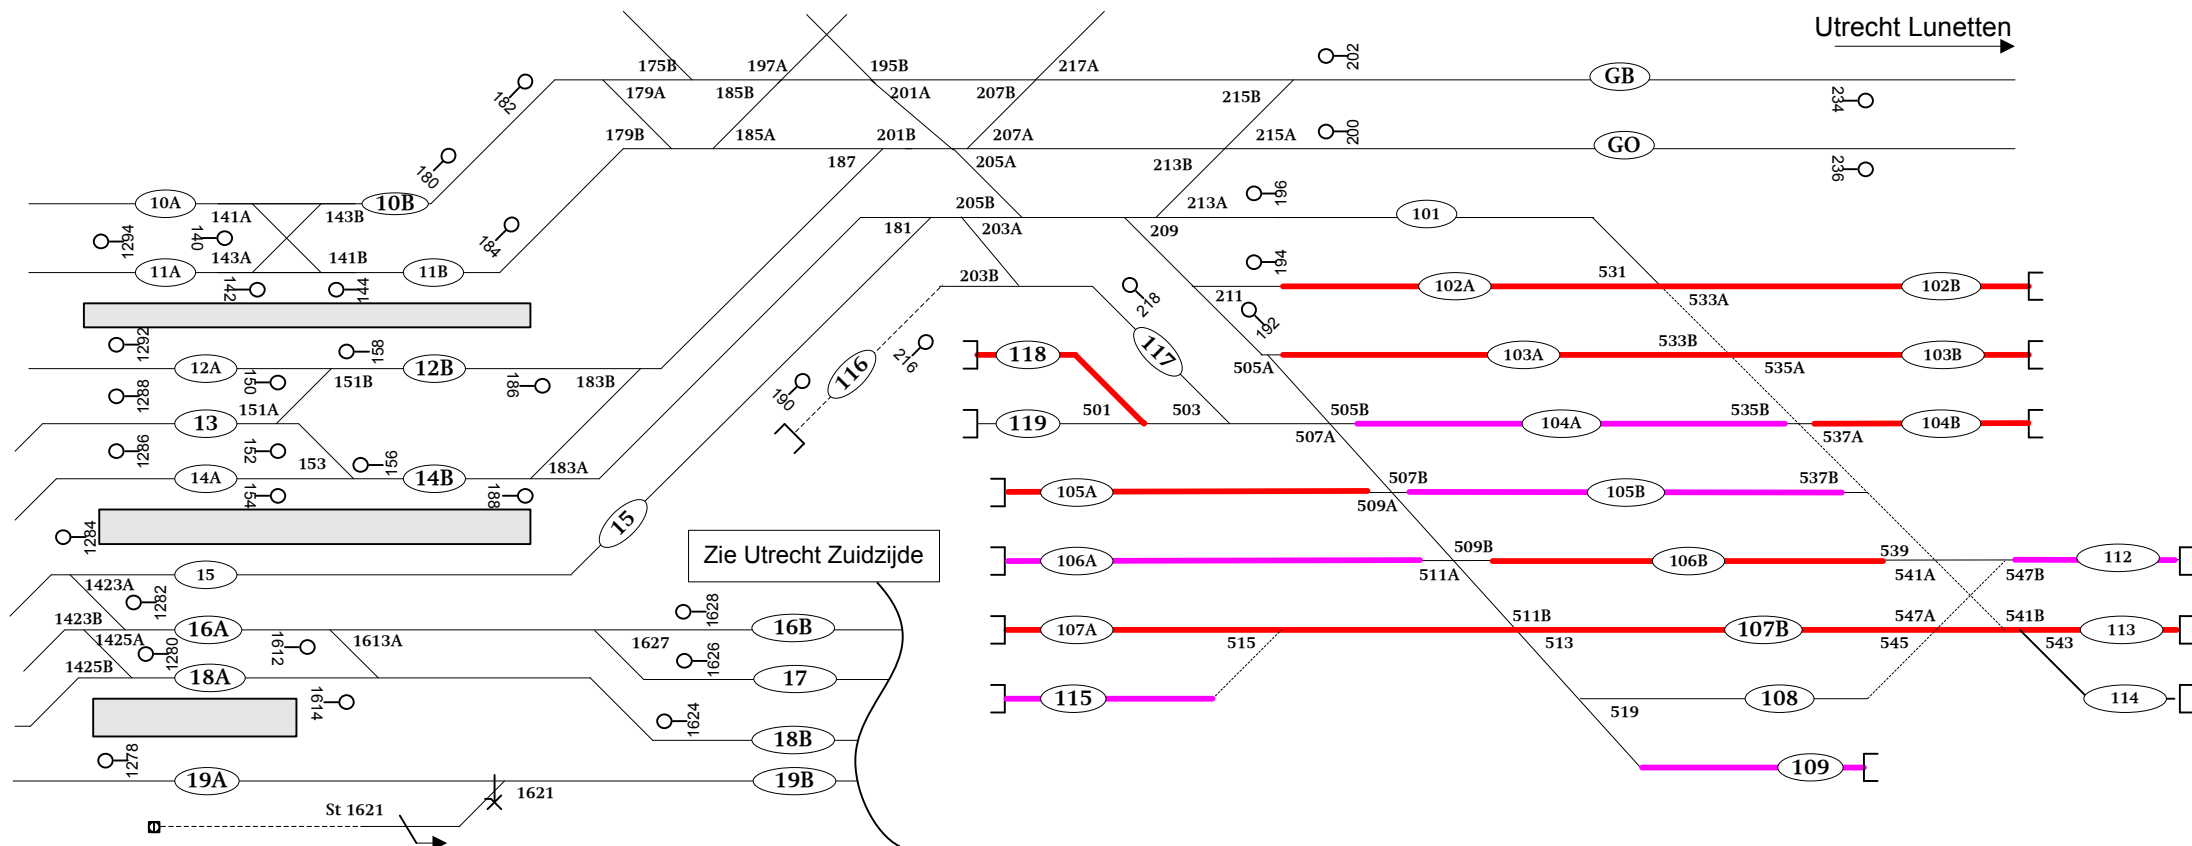 Utrecht Lunetten
175B 197A 195B 217A 202
GB
182 179A 185B 201A 207B 215B 234
179B 185A 201B 207A 215A 200
GO
180 187 205A 213B 236
10A 10B 196
141A 143B 205B 213A 101
1294 140 184 181 203A 209
11A 143A 141B 11B 194
142 144 203B 218 211 102A 531 533A 102B
192
1292 158 216 118 117 103A 533B 103B
12A 150 151B 12B 186 183B 116 505A 535A
1288 151A 190
13 119 501 503 505B 104A 535B 104B
1286 152 153 156 507A 537A
14A 14B 183A 507B 537B
154 188 105A 509A 105B
1284 15
Zie Utrecht Zuidzijde
509B 539
15 106A 511A 106B 541A 547B 112
1423A 1282
1423B 16A 1628 16B 511B 547A 541B
1425A 1280 1612 1613A 1627 107A 515 513 107B 545 543 113
1425B 18A 1626 17
1614 115 519 108 114
1624 18B
1278 109
19A 19B
1621
St 1621